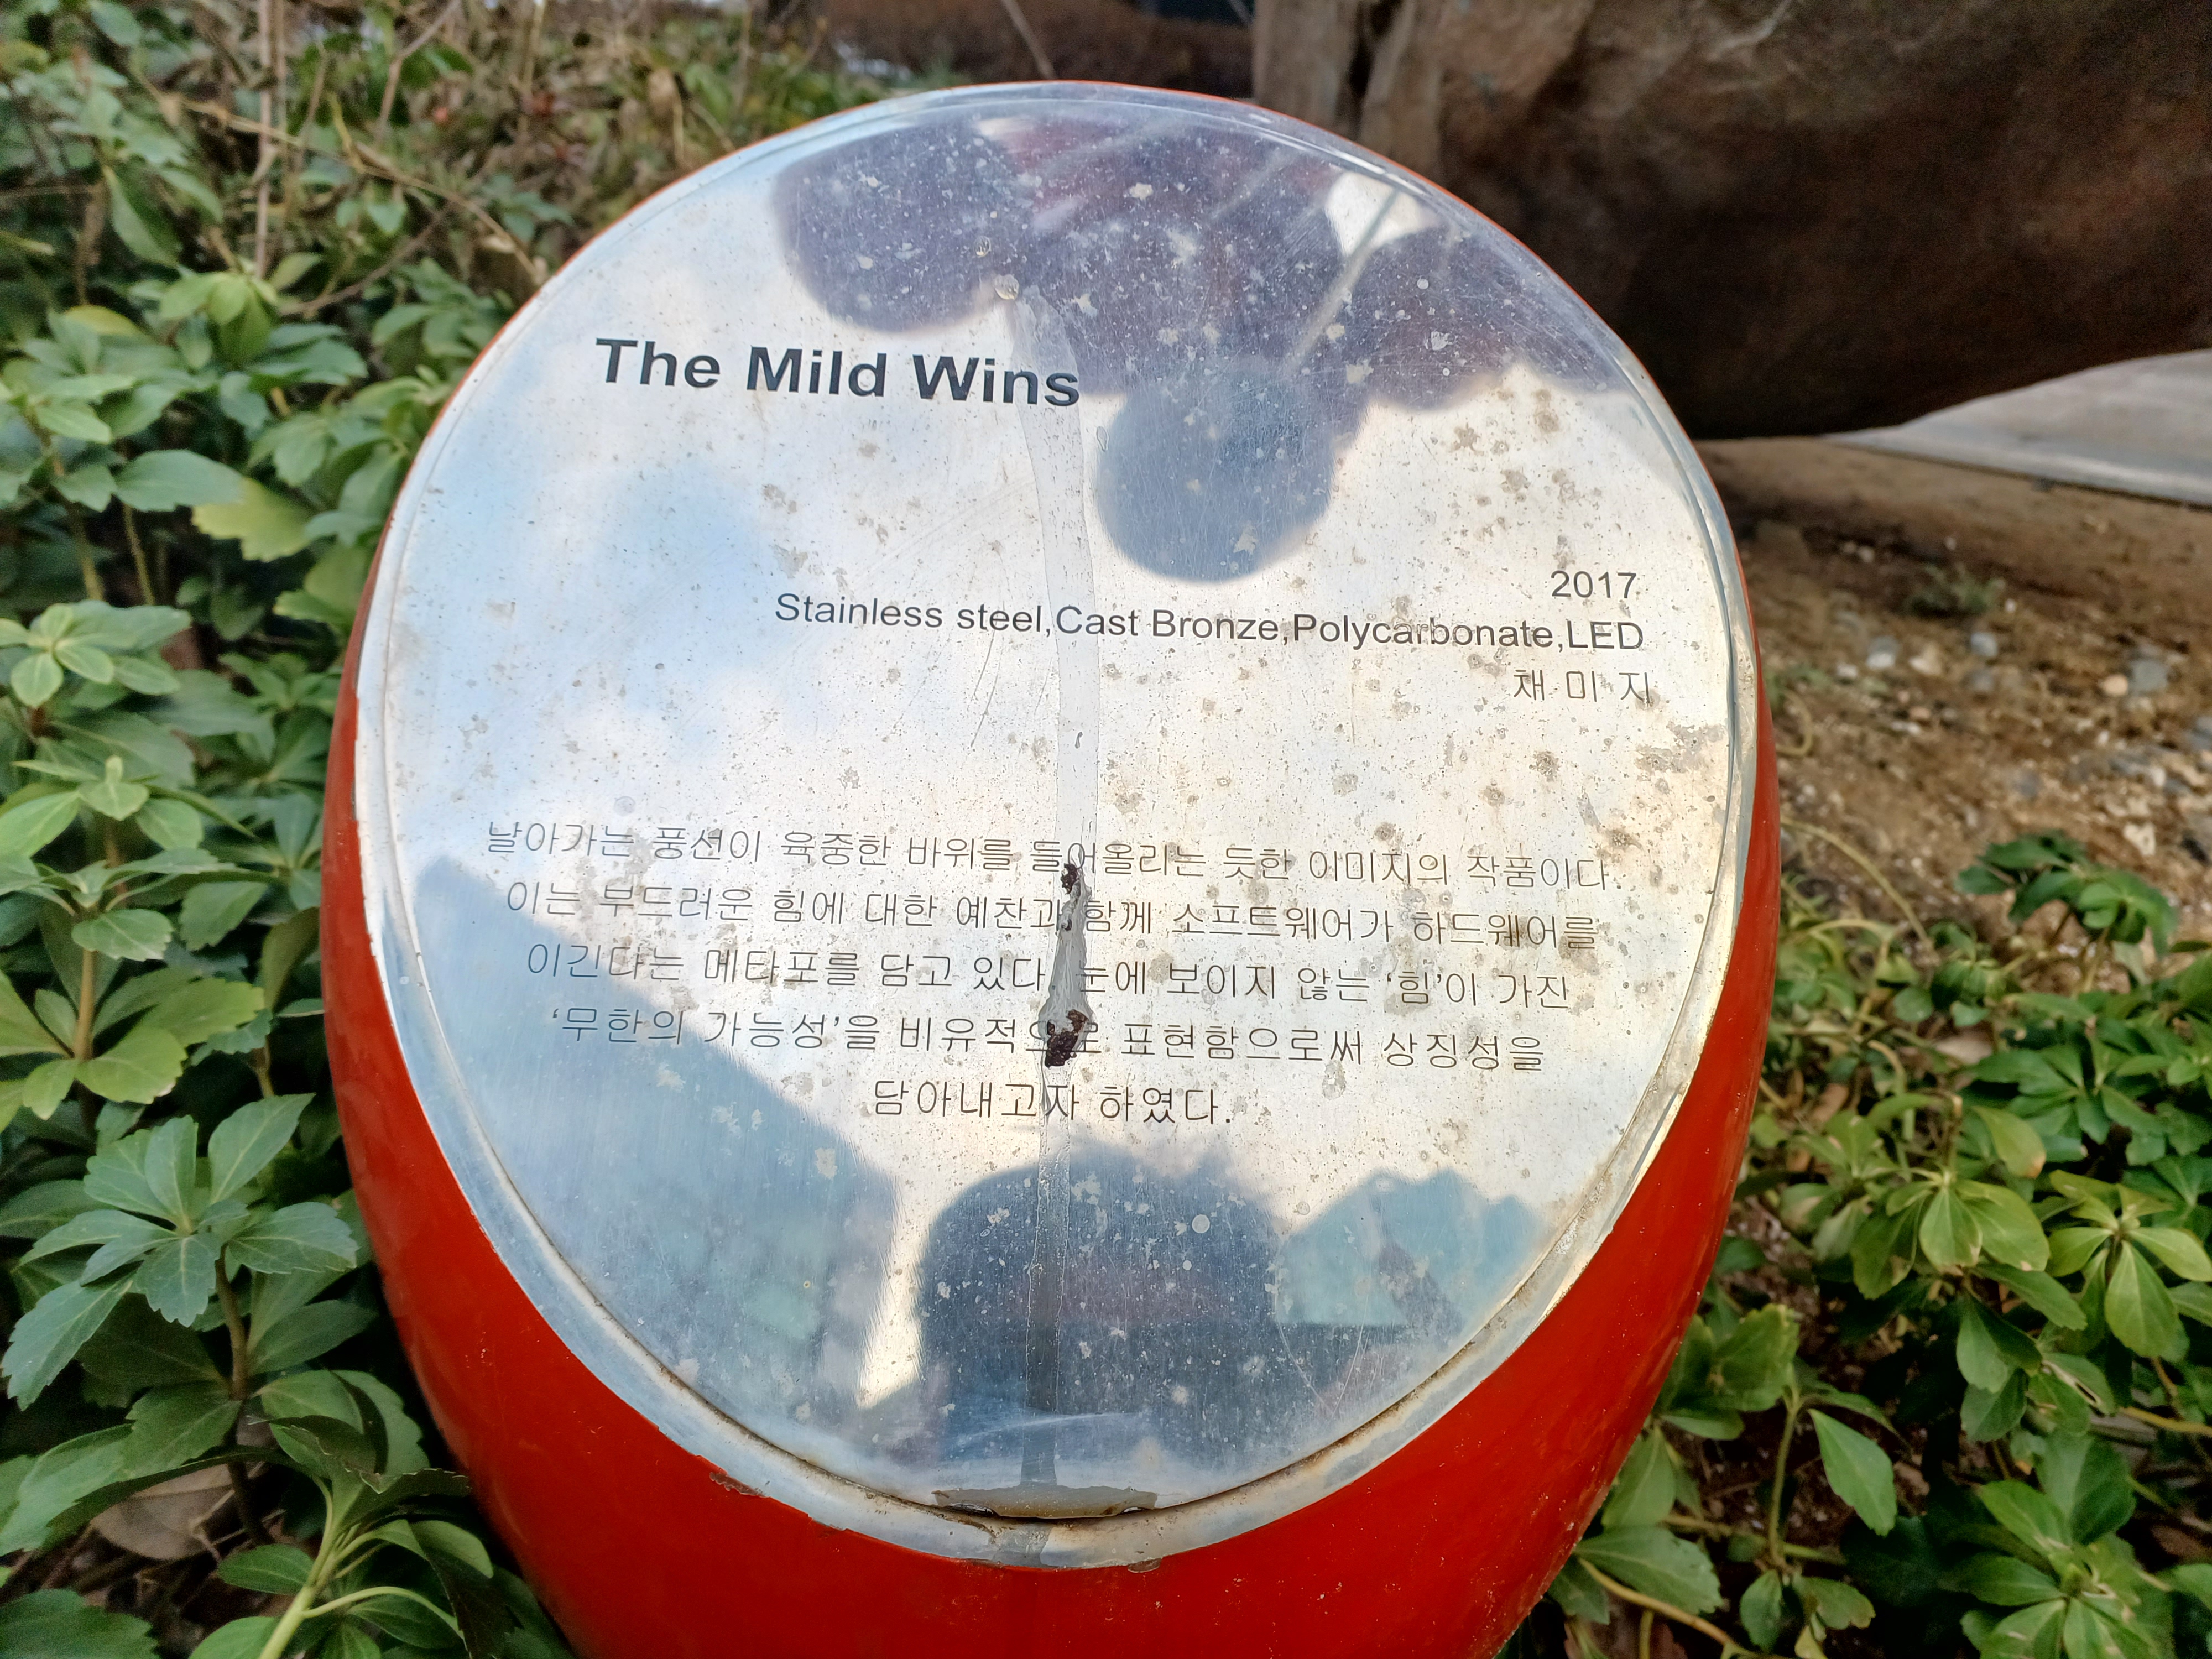 The Mild Wins
2017
Stainless steel,Cast Bronze,Polycarbonate,LED
채 미 지
날아가는 풍선이 육중한 바위를 들어올리는 듯한 이미지의 작품이다.
이는 부드러운 힘에 대한 예찬과 함께 소프트웨어가 하드웨어를
이긴다는 메타포를 담고 있다. 눈에 보이지 않는 ‘힘’이 가진
‘무한의 가능성’을 비유적으로 표현함으로써 상징성을
담아내고자 하였다.